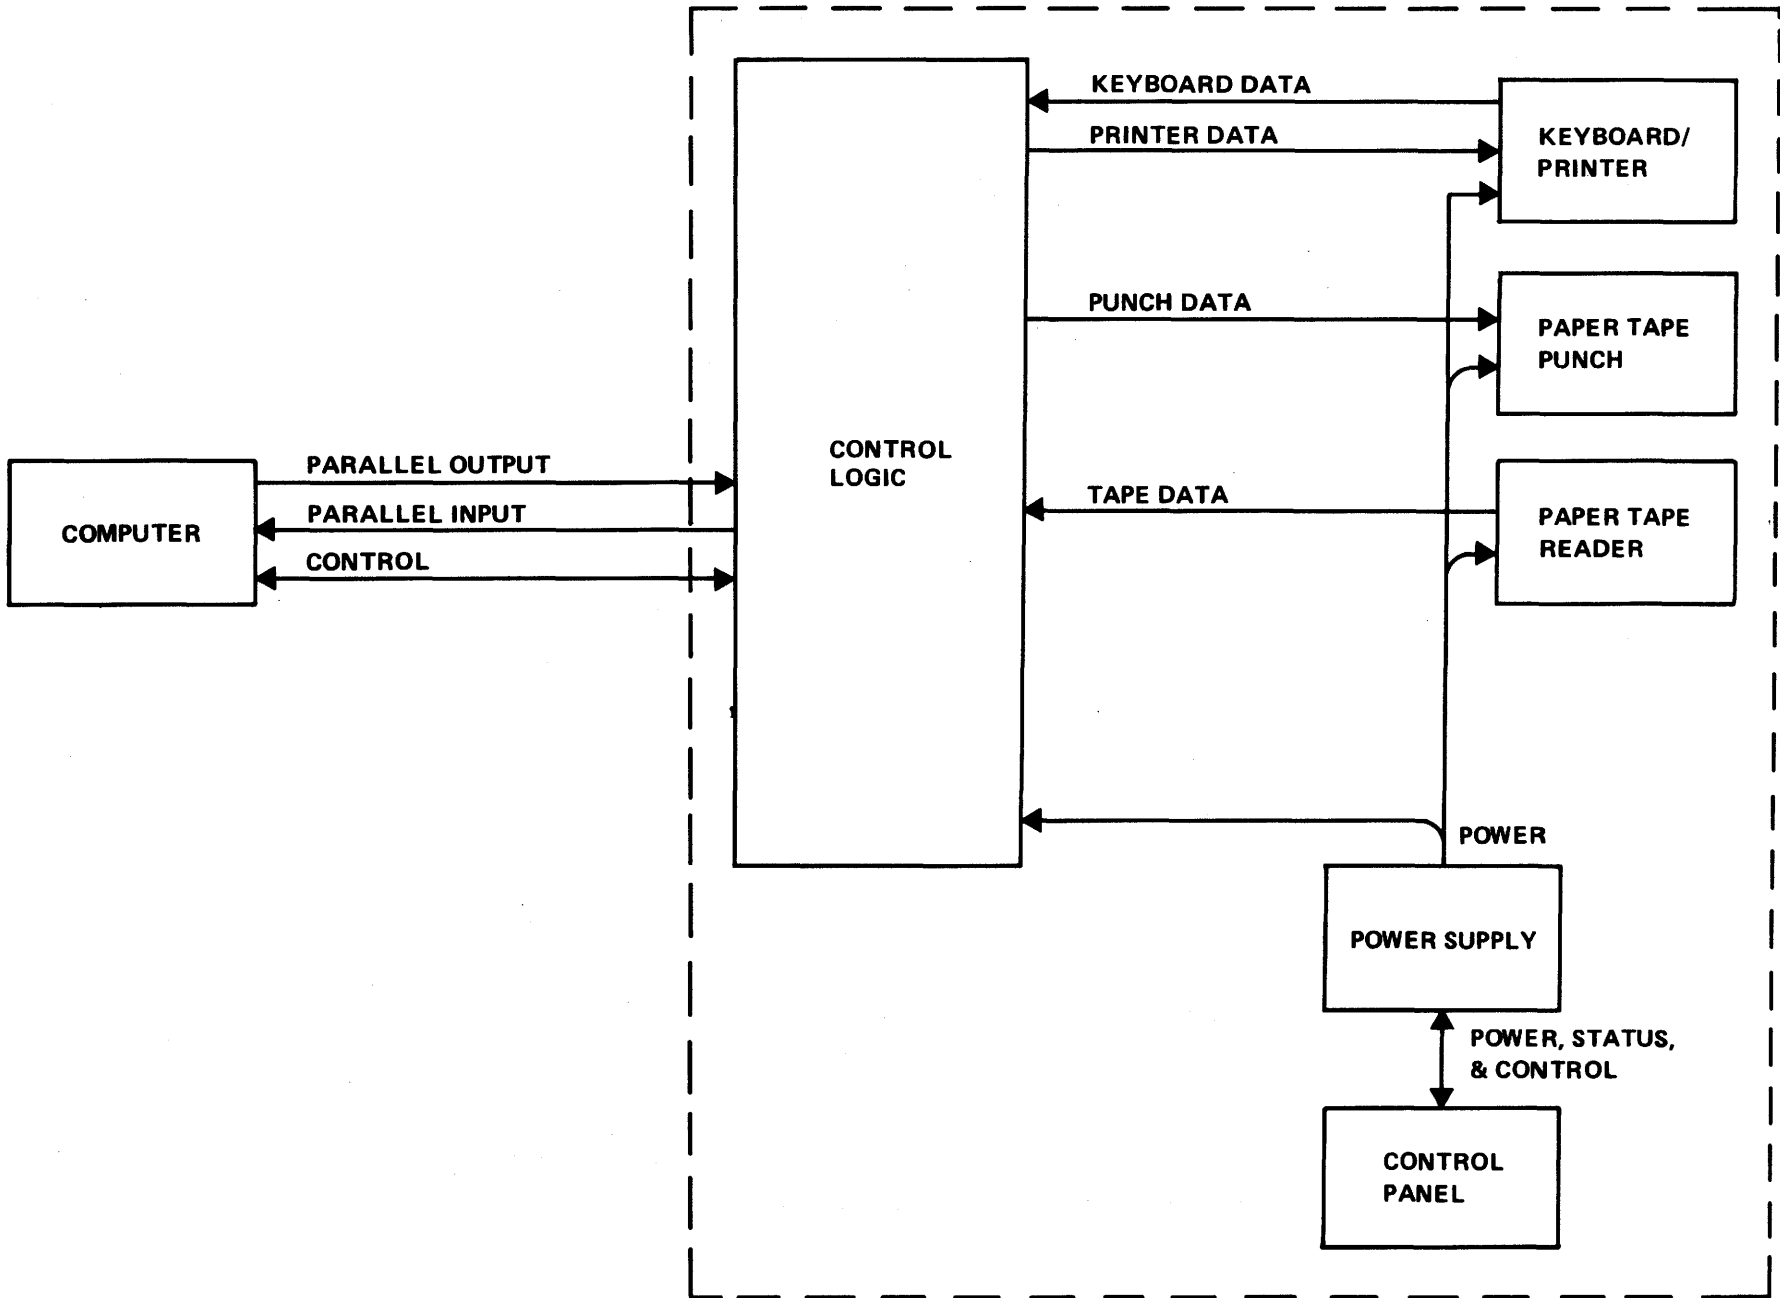 KEYBOARD DATA
PRINTER DATA
KEYBOARD/
PRINTER
PUNCH DATA
PAPER TAPE
PUNCH
CONTROL
LOGIC
PARALLEL OUTPUT
PARALLEL INPUT
CONTROL
COMPUTER
TAPE DATA
PAPER TAPE
READER
POWER
POWER SUPPLY
POWER, STATUS,
& CONTROL
CONTROL
PANEL